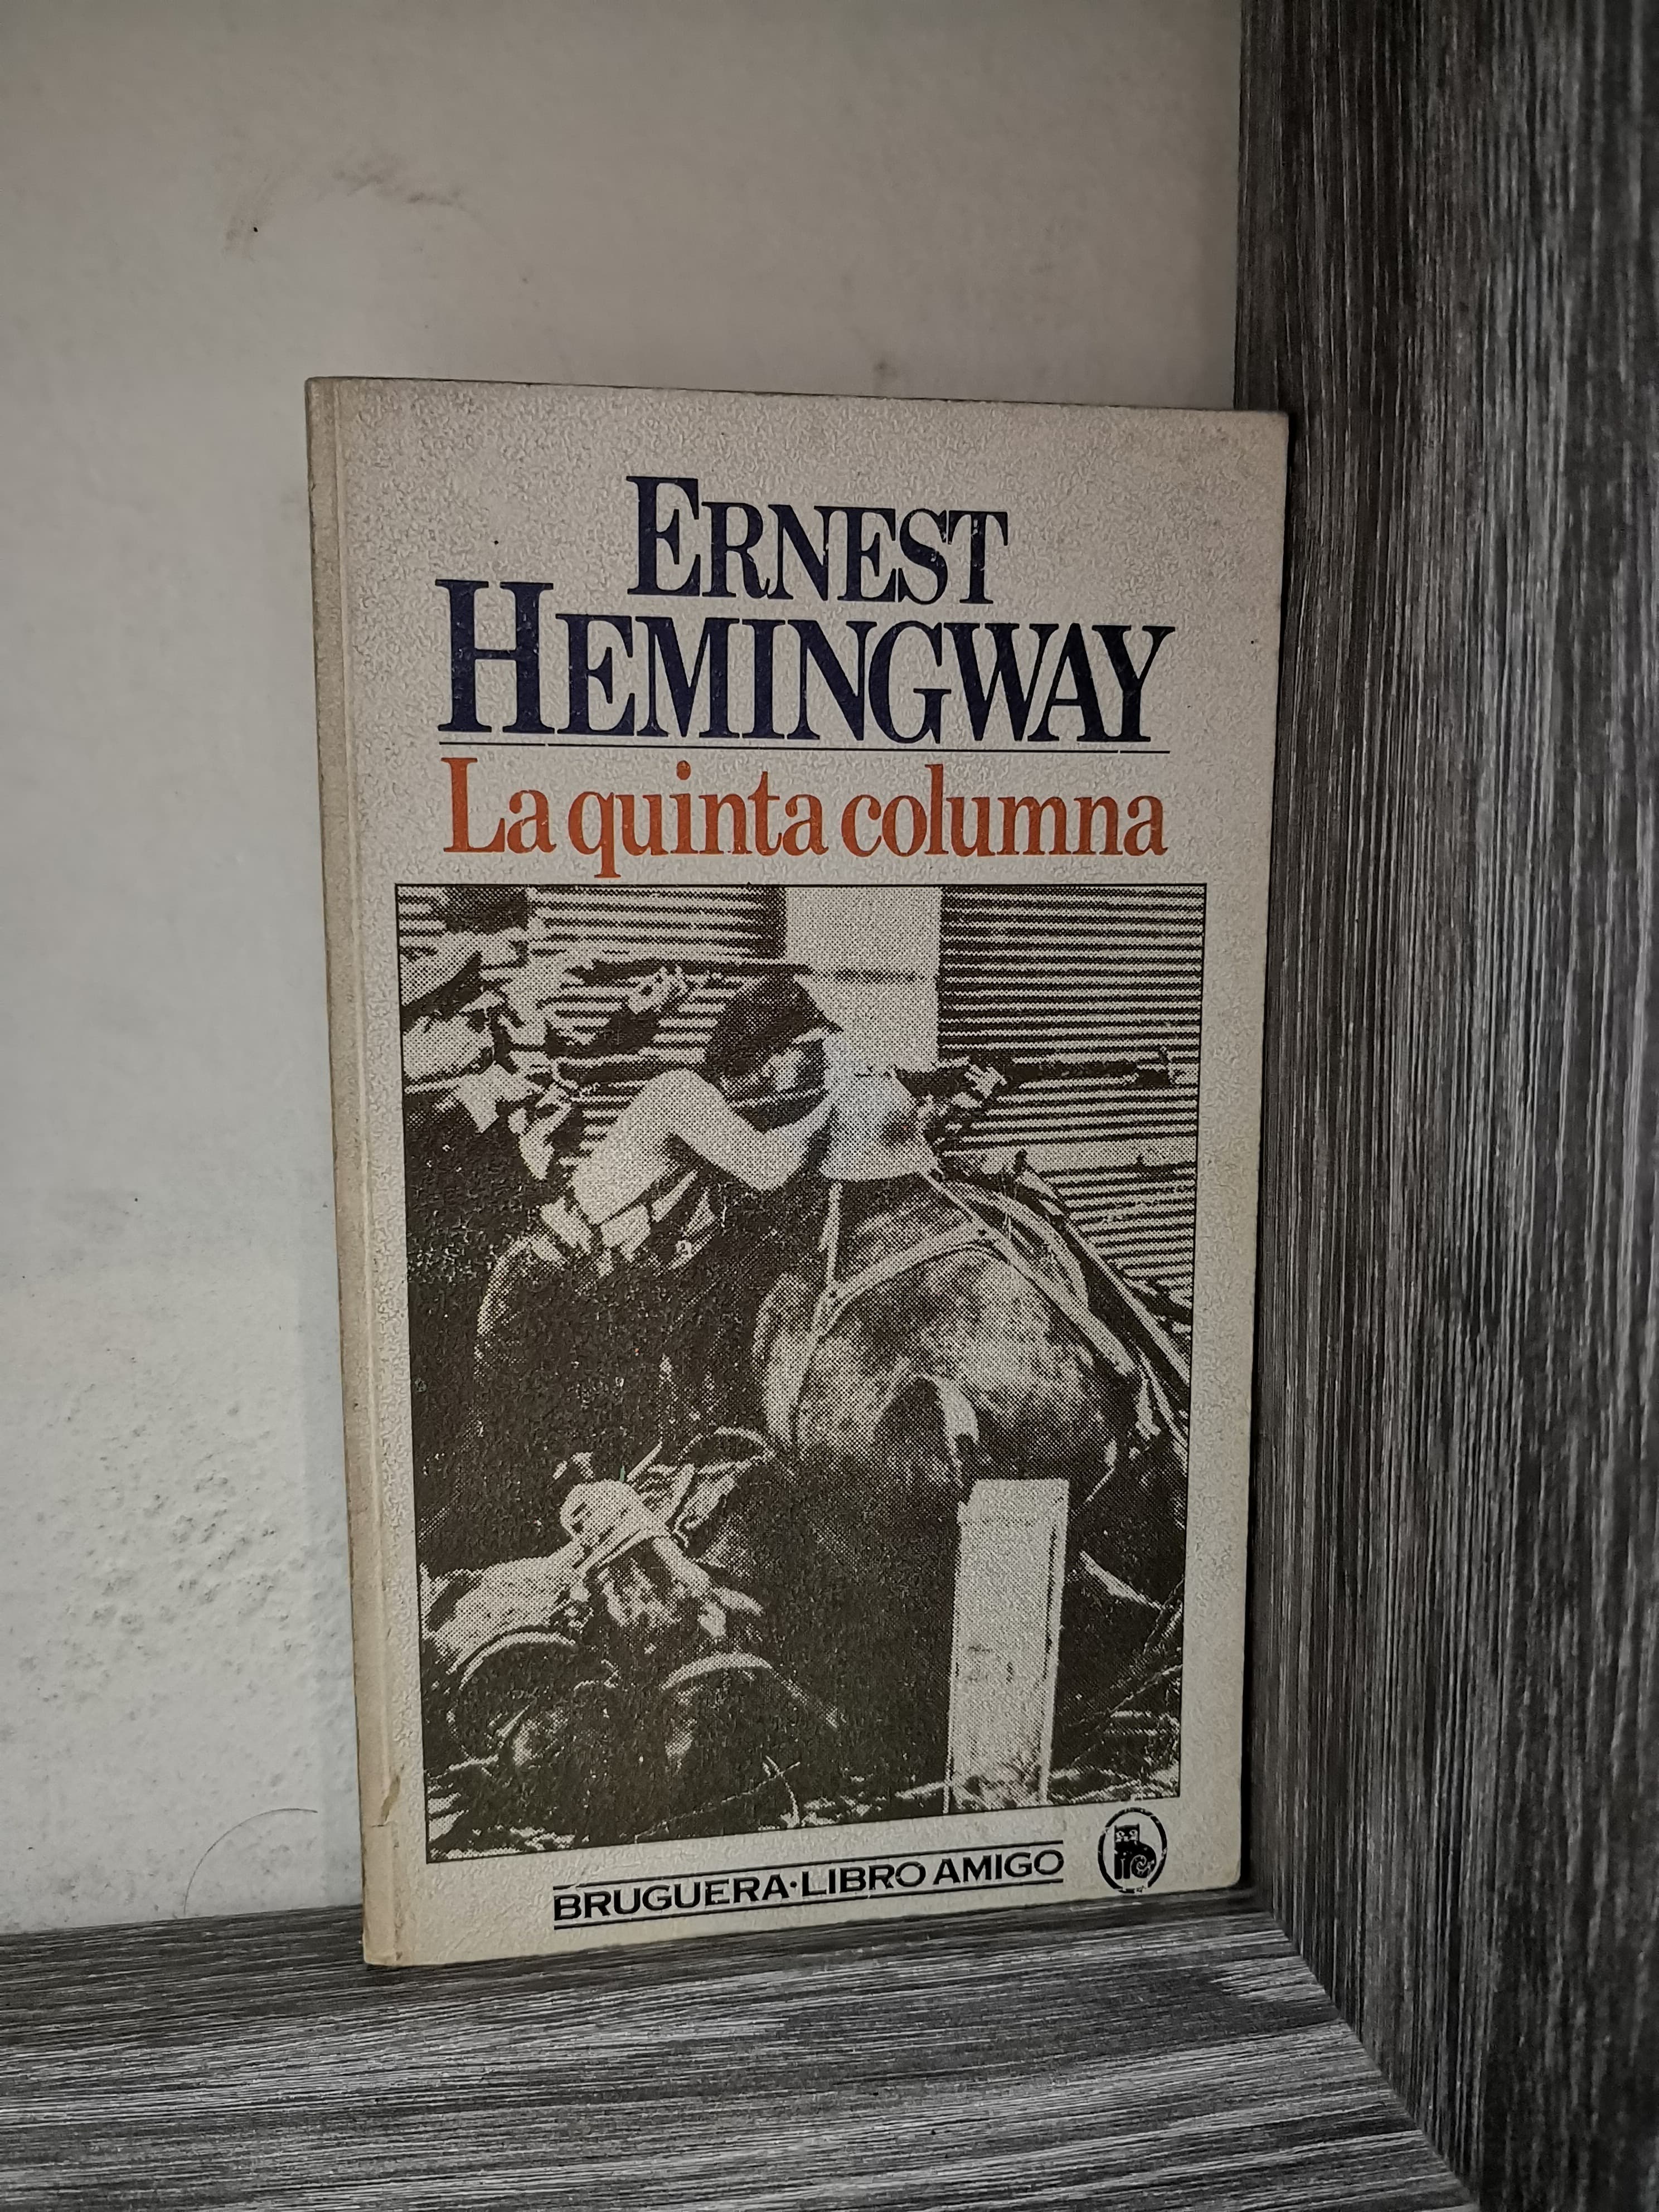 ERNEST
HEMINGWAY
La quinta columna
BRUGUERA·LIBRO AMIGO